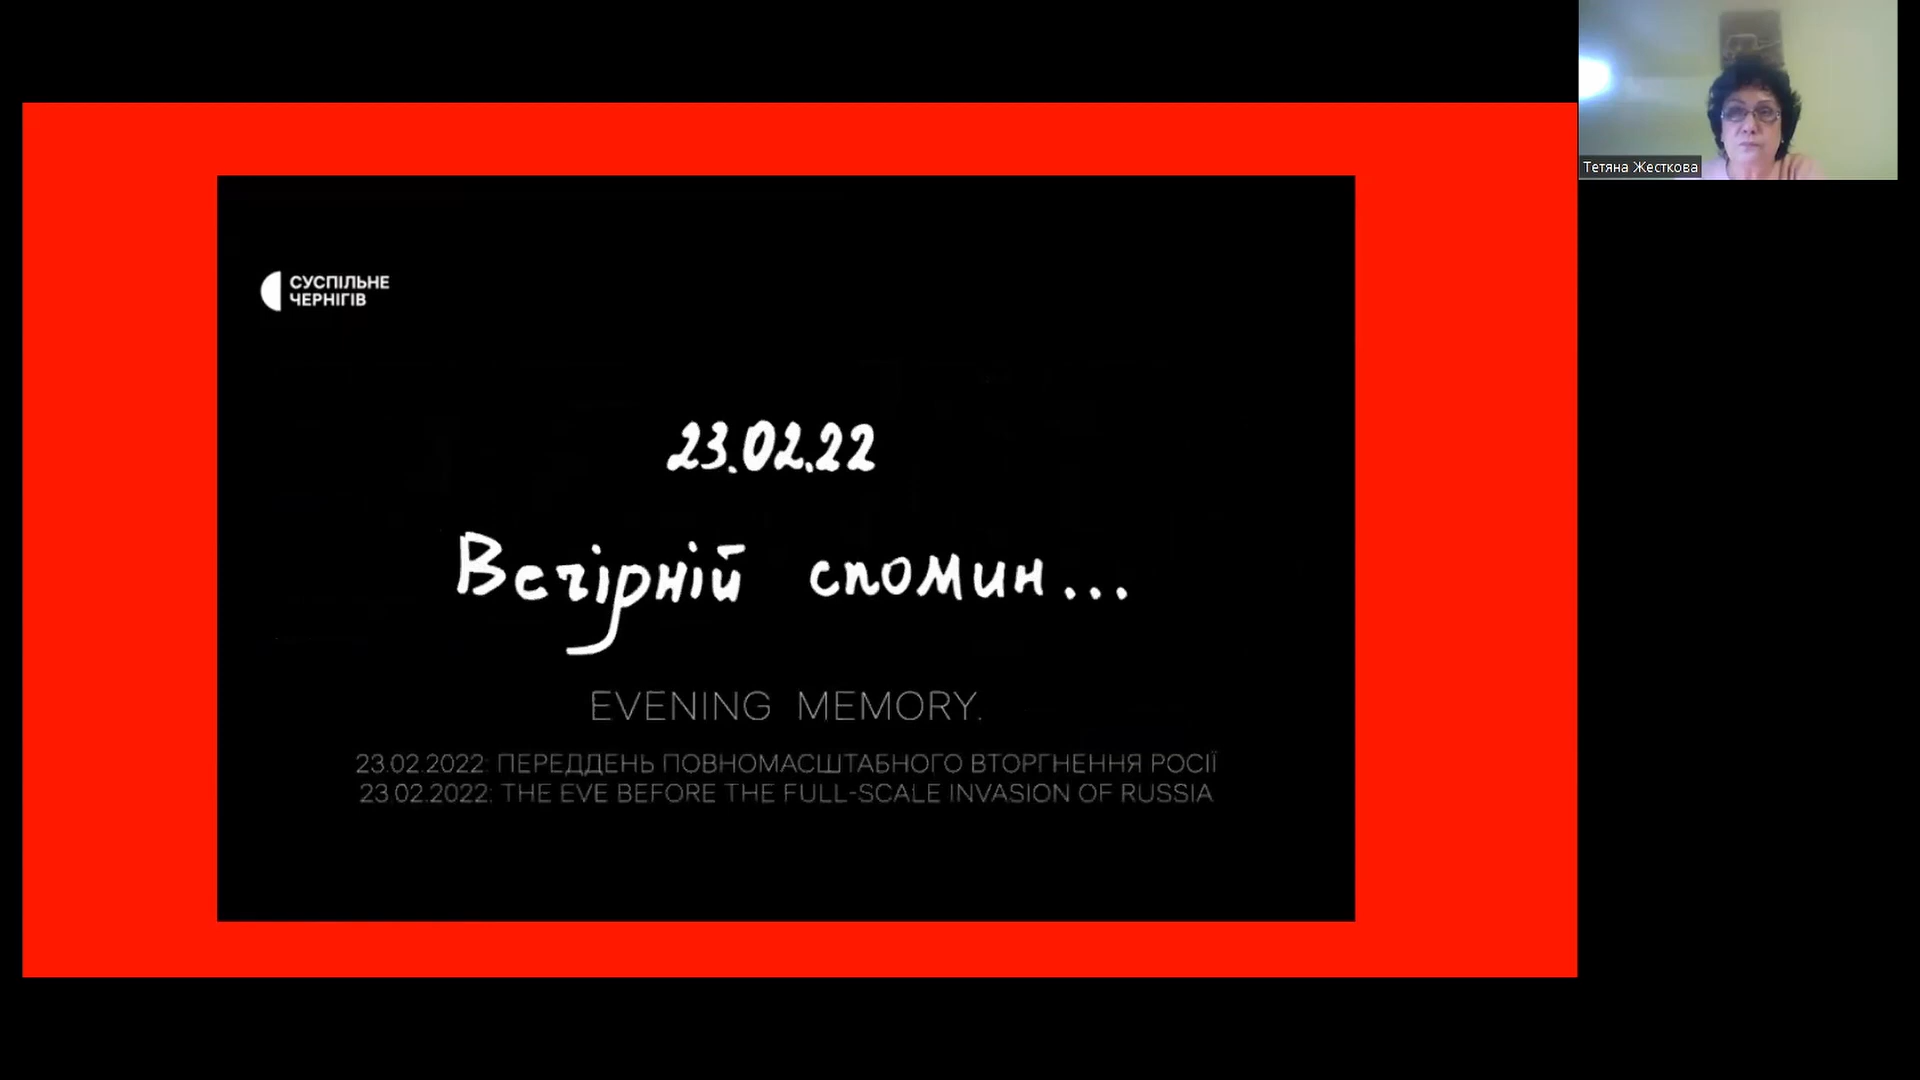 Тетяна Жесткова
СУСПІЛЬНЕ
ЧЕРНІГІВ
23.02.22
Вечірній спомин...
EVENING MEMORY.
23.02.2022: ПЕРЕДДЕНЬ ПОВНОМАСШТАБНОГО ВТОРГНЕННЯ РОСІЇ
23.02.2022: THE EVE BEFORE THE FULL-SCALE INVASION OF RUSSIA